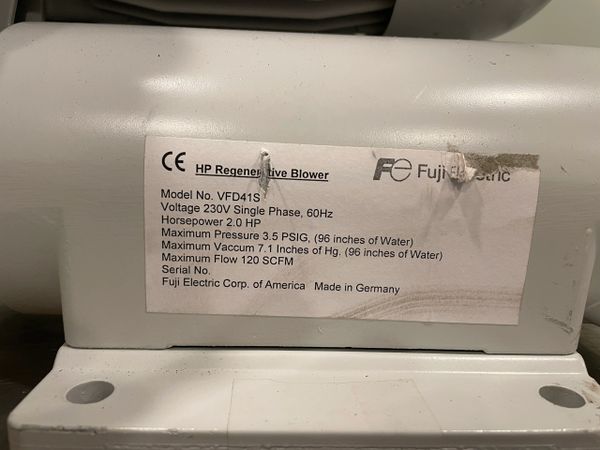 CE HP Regenerative Blower
Fe Fuji Electric
Model No. VFD41S
Voltage 230V Single Phase, 60Hz
Horsepower 2.0 HP
Maximum Pressure 3.5 PSIG, (96 inches of Water)
Maximum Vaccum 7.1 Inches of Hg. (96 inches of Water)
Maximum Flow 120 SCFM
Serial No.
Fuji Electric Corp. of America Made in Germany